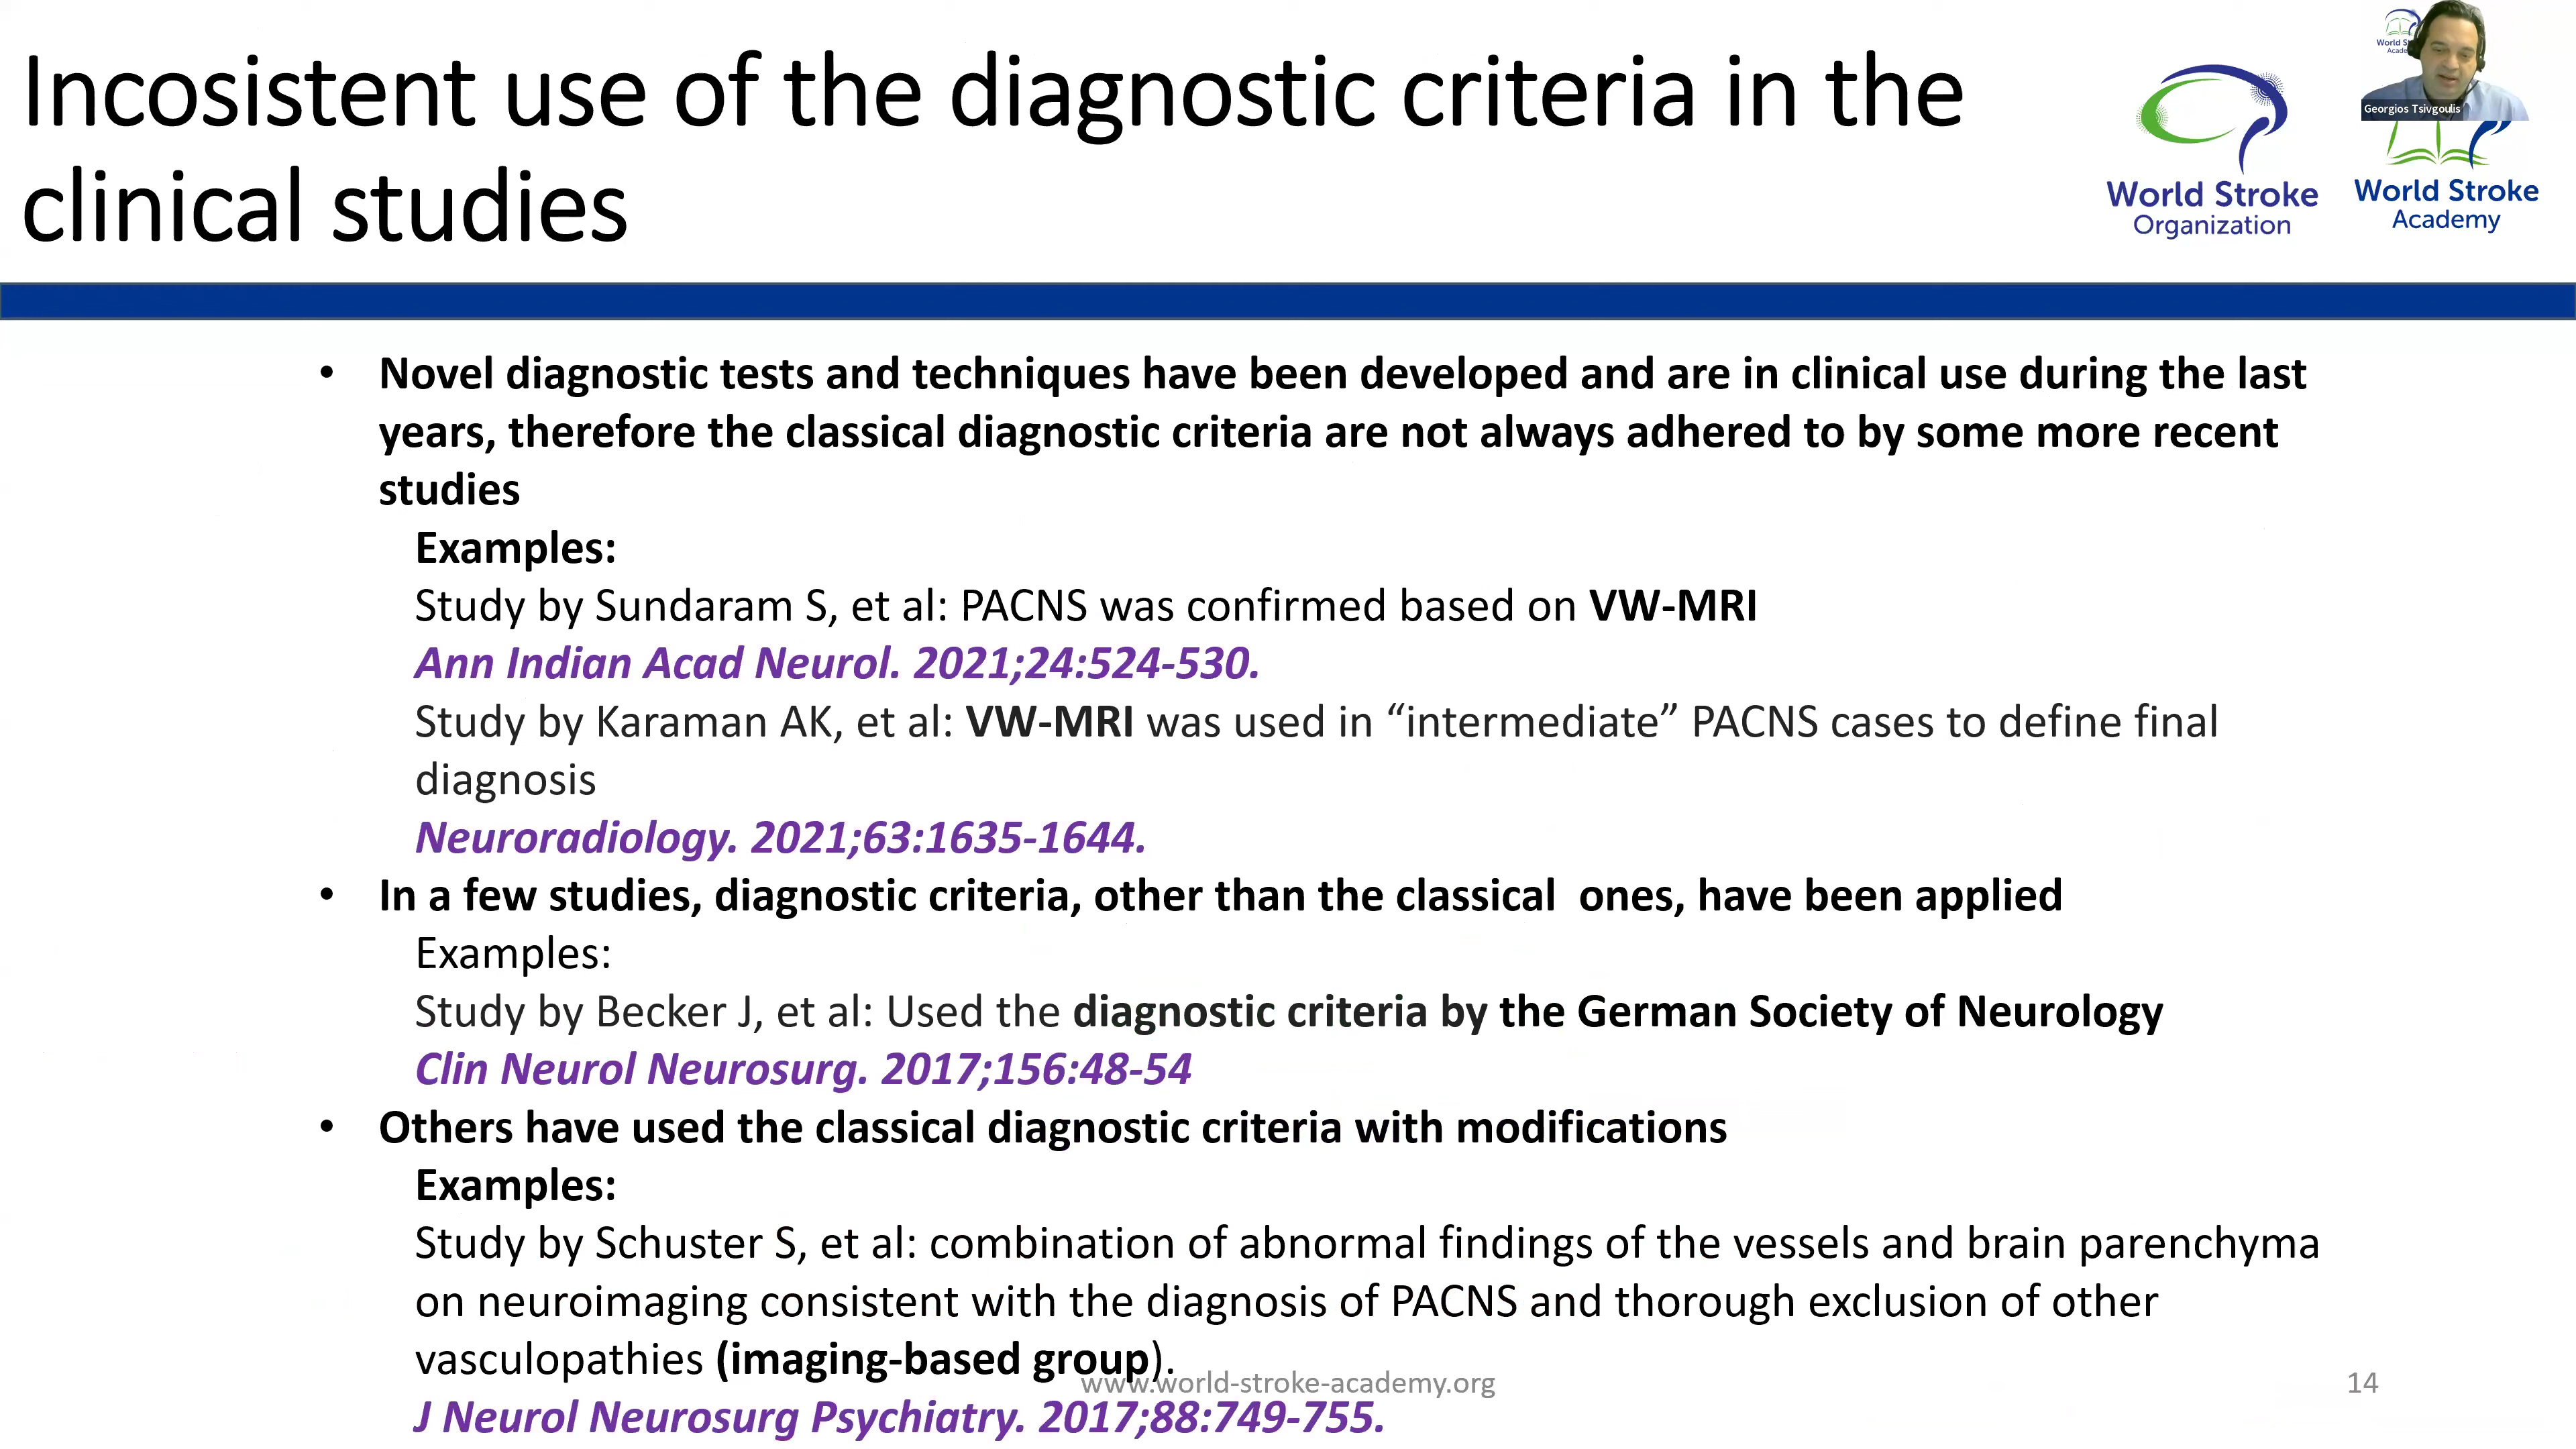 Incosistent use of the diagnostic criteria in the
clinical studies
World Stroke
Organization
World St
Acade
Georgios Tsivgoulis
World Stroke
Academy
• Novel diagnostic tests and techniques have been developed and are in clinical use during the last
years, therefore the classical diagnostic criteria are not always adhered to by some more recent
studies
Examples:
Study by Sundaram S, et al: PACNS was confirmed based on VW-MRI
Ann Indian Acad Neurol. 2021;24:524-530.
Study by Karaman AK, et al: VW-MRI was used in “intermediate” PACNS cases to define final
diagnosis
Neuroradiology. 2021;63:1635-1644.
• In a few studies, diagnostic criteria, other than the classical ones, have been applied
Examples:
Study by Becker J, et al: Used the diagnostic criteria by the German Society of Neurology
Clin Neurol Neurosurg. 2017;156:48-54
• Others have used the classical diagnostic criteria with modifications
Examples:
Study by Schuster S, et al: combination of abnormal findings of the vessels and brain parenchyma
on neuroimaging consistent with the diagnosis of PACNS and thorough exclusion of other
vasculopathies (imaging-based group).
www.world-stroke-academy.org
14
J Neurol Neurosurg Psychiatry. 2017;88:749-755.